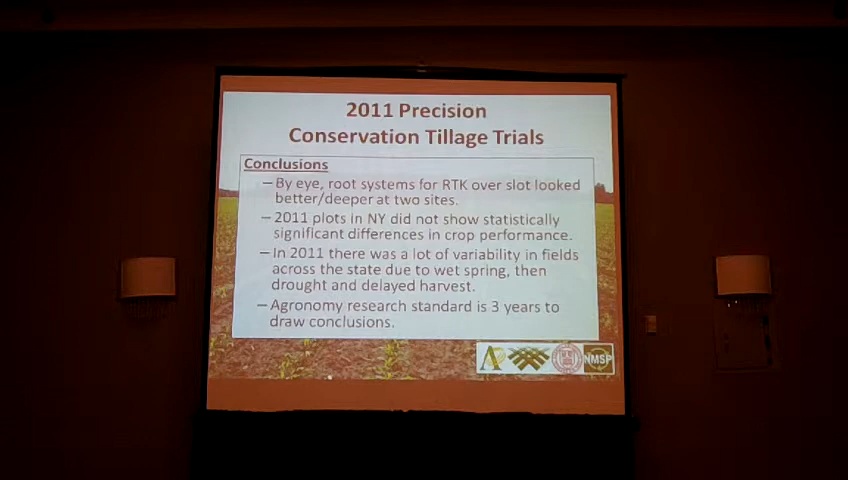 2011 Precision
Conservation Tillage Trials
Conclusions
– By eye, root systems for RTK over slot looked
better/deeper at two sites.
– 2011 plots in NY did not show statistically
significant differences in crop performance.
– In 2011 there was a lot of variability in fields
across the state due to wet spring, then
drought and delayed harvest.
– Agronomy research standard is 3 years to
draw conclusions.
NMSP